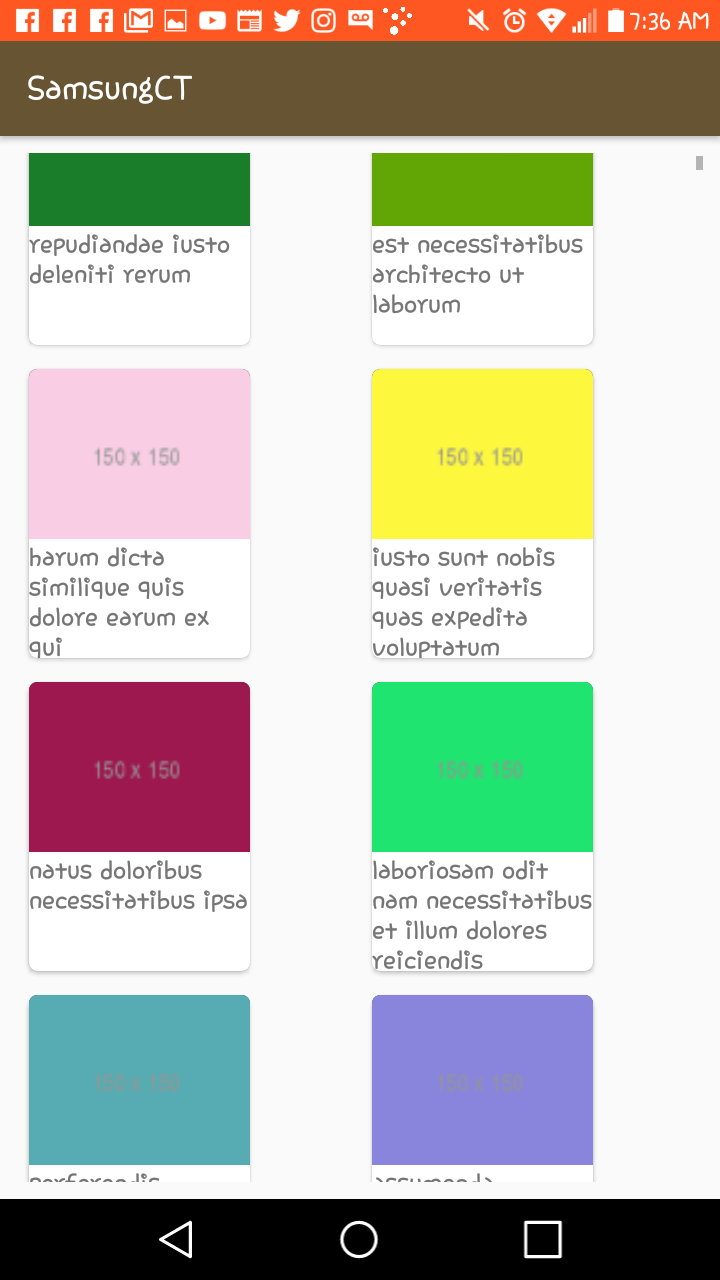 7:36 AM
SamsungCT
repudiandae iusto
deleniti rerum
est necessitatibus
architecto ut
laborum
150 x 150
150 x 150
harum dicta
similique quis
dolore earum ex
qui
iusto sunt nobis
quasi veritatis
quas expedita
voluptatum
150 x 150
150 x 150
natus doloribus
necessitatibus ipsa
laboriosam odit
nam necessitatibus
et illum dolores
reiciendis
150 x 150
150 x 150
perferendis
assumenda